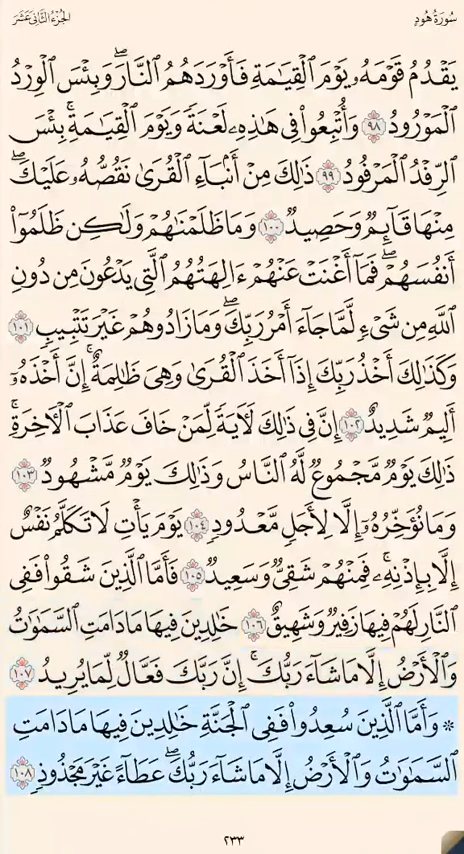 سُورَةُ هُودٍ
الجُزْءُ الثَّانِيَ عَشَرَ
يَقْدُمُ قَوْمَهُۥ يَوْمَ ٱلْقِيَٰمَةِ فَأَوْرَدَهُمُ ٱلنَّارَ ۖ وَبِئْسَ ٱلْوِرْدُ
ٱلْمَوْرُودُ ٩٨ وَأُتْبِعُوا۟ فِى هَٰذِهِۦ لَعْنَةً وَيَوْمَ ٱلْقِيَٰمَةِ ۚ بِئْسَ
ٱلرِّفْدُ ٱلْمَرْفُودُ ٩٩ ذَٰلِكَ مِنْ أَنۢبَآءِ ٱلْقُرَىٰ نَقُصُّهُۥ عَلَيْكَ ۖ
مِنْهَا قَآئِمٌ وَحَصِيدٌ ١٠٠ وَمَا ظَلَمْنَٰهُمْ وَلَٰكِن ظَلَمُوٓا۟
أَنفُسَهُمْ ۖ فَمَآ أَغْنَتْ عَنْهُمْ ءَالِهَتُهُمُ ٱلَّتِى يَدْعُونَ مِن دُونِ
ٱللَّهِ مِن شَىْءٍ لَّمَّا جَآءَ أَمْرُ رَبِّكَ ۖ وَمَا زَادُوهُمْ غَيْرَ تَتْبِيبٍ ١٠١
وَكَذَٰلِكَ أَخْذُ رَبِّكَ إِذَآ أَخَذَ ٱلْقُرَىٰ وَهِىَ ظَٰلِمَةٌ ۚ إِنَّ أَخْذَهُۥٓ
أَلِيمٌ شَدِيدٌ ١٠٢ إِنَّ فِى ذَٰلِكَ لَءَايَةً لِّمَنْ خَافَ عَذَابَ ٱلْءَاخِرَةِ ۚ
ذَٰلِكَ يَوْمٌ مَّجْمُوعٌ لَّهُ ٱلنَّاسُ وَذَٰلِكَ يَوْمٌ مَّشْهُودٌ ١٠٣
وَمَا نُؤَخِّرُهُۥٓ إِلَّا لِأَجَلٍ مَّعْدُودٍ ١٠٤ يَوْمَ يَأْتِ لَا تَكَلَّمُ نَفْسٌ
إِلَّا بِإِذْنِهِۦ ۚ فَمِنْهُمْ شَقِىٌّ وَسَعِيدٌ ١٠٥ فَأَمَّا ٱلَّذِينَ شَقُوا۟ فَفِى
ٱلنَّارِ لَهُمْ فِيهَا زَفِيرٌ وَشَهِيقٌ ١٠٦ خَٰلِدِينَ فِيهَا مَا دَامَتِ ٱلسَّمَٰوَٰتُ
وَٱلْأَرْضُ إِلَّا مَا شَآءَ رَبُّكَ ۚ إِنَّ رَبَّكَ فَعَّالٌ لِّمَا يُرِيدُ ١٠٧
* وَأَمَّا ٱلَّذِينَ سُعِدُوا۟ فَفِى ٱلْجَنَّةِ خَٰلِدِينَ فِيهَا مَا دَامَتِ
ٱلسَّمَٰوَٰتُ وَٱلْأَرْضُ إِلَّا مَا شَآءَ رَبُّكَ ۖ عَطَآءً غَيْرَ مَجْذُوذٍ ١٠٨
٢٣٣